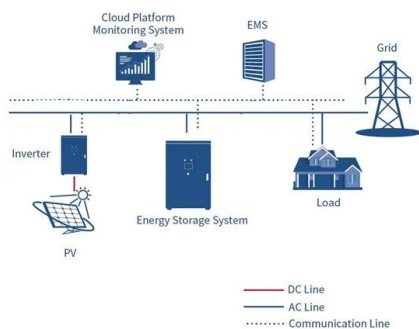 Cloud Platform
Monitoring System
EMS
Grid
Inverter
Energy Storage System
Load
PV
DC Line
AC Line
Communication Line